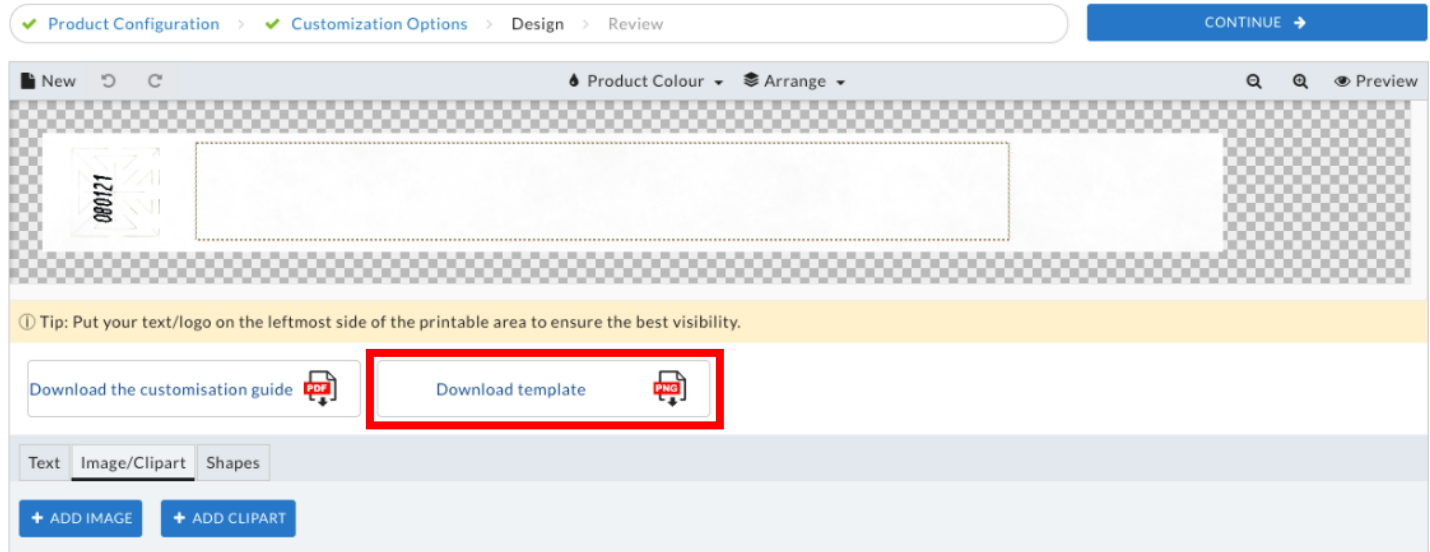 Product Configuration > Customization Options > Design > Review
CONTINUE
New Product Colour Arrange Preview
080121
Tip: Put your text/logo on the leftmost side of the printable area to ensure the best visibility.
Download the customisation guide PDF Download template PNG
Text Image/Clipart Shapes
+ ADD IMAGE + ADD CLIPART